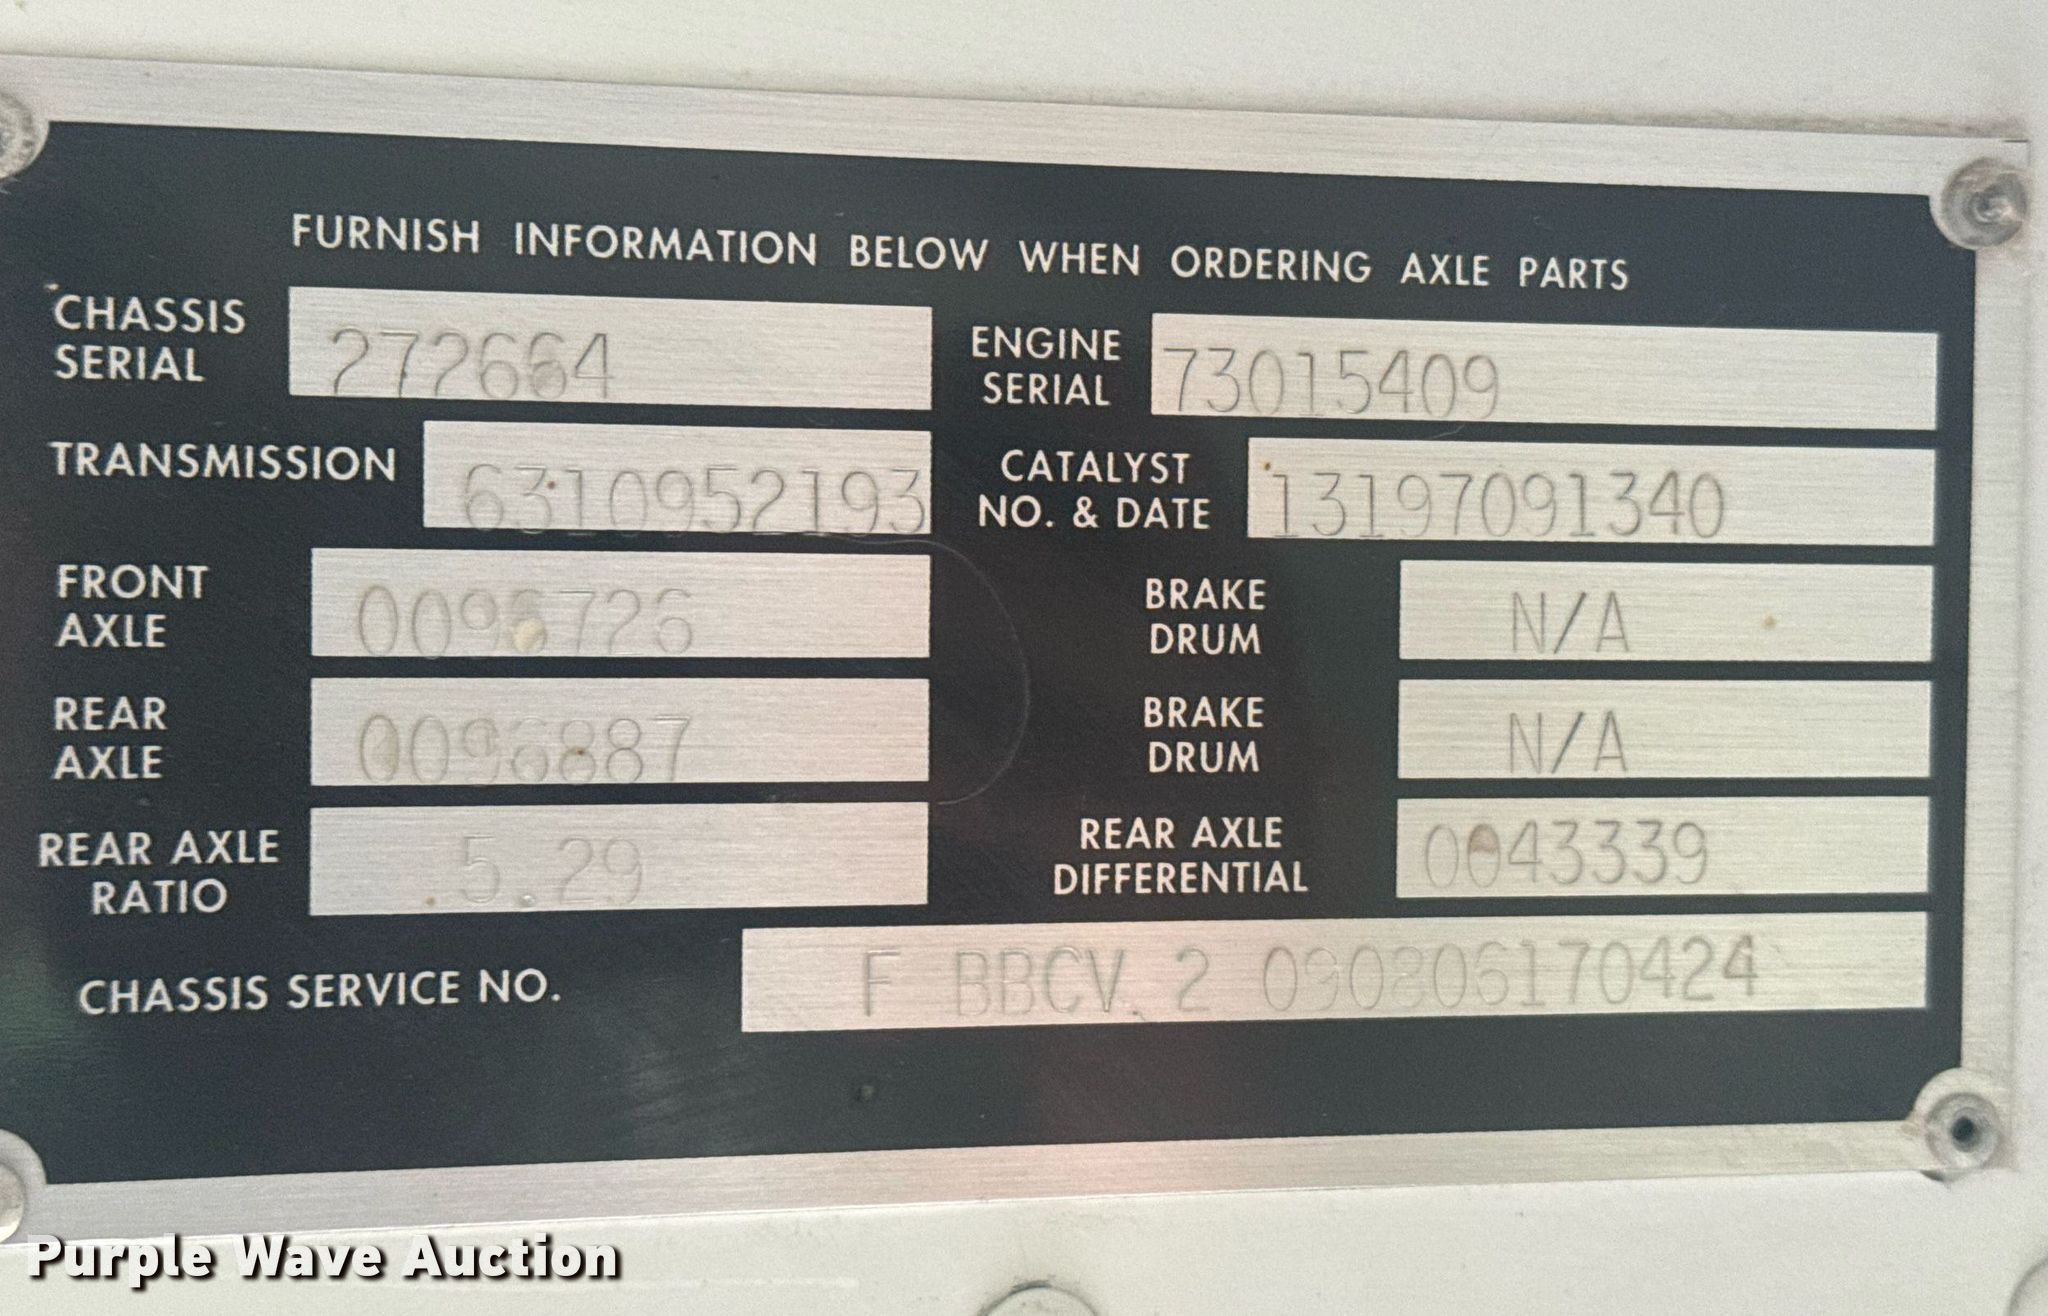 FURNISH INFORMATION BELOW WHEN ORDERING AXLE PARTS
CHASSIS SERIAL 272664
ENGINE SERIAL 73015409
TRANSMISSION 6310952193
CATALYST NO. & DATE 13197091340
FRONT AXLE 0096726
BRAKE DRUM N/A
REAR AXLE 0096887
BRAKE DRUM N/A
REAR AXLE RATIO 5.29
REAR AXLE DIFFERENTIAL 0043339
CHASSIS SERVICE NO. F BBCV 2 090806170424
Purple Wave Auction